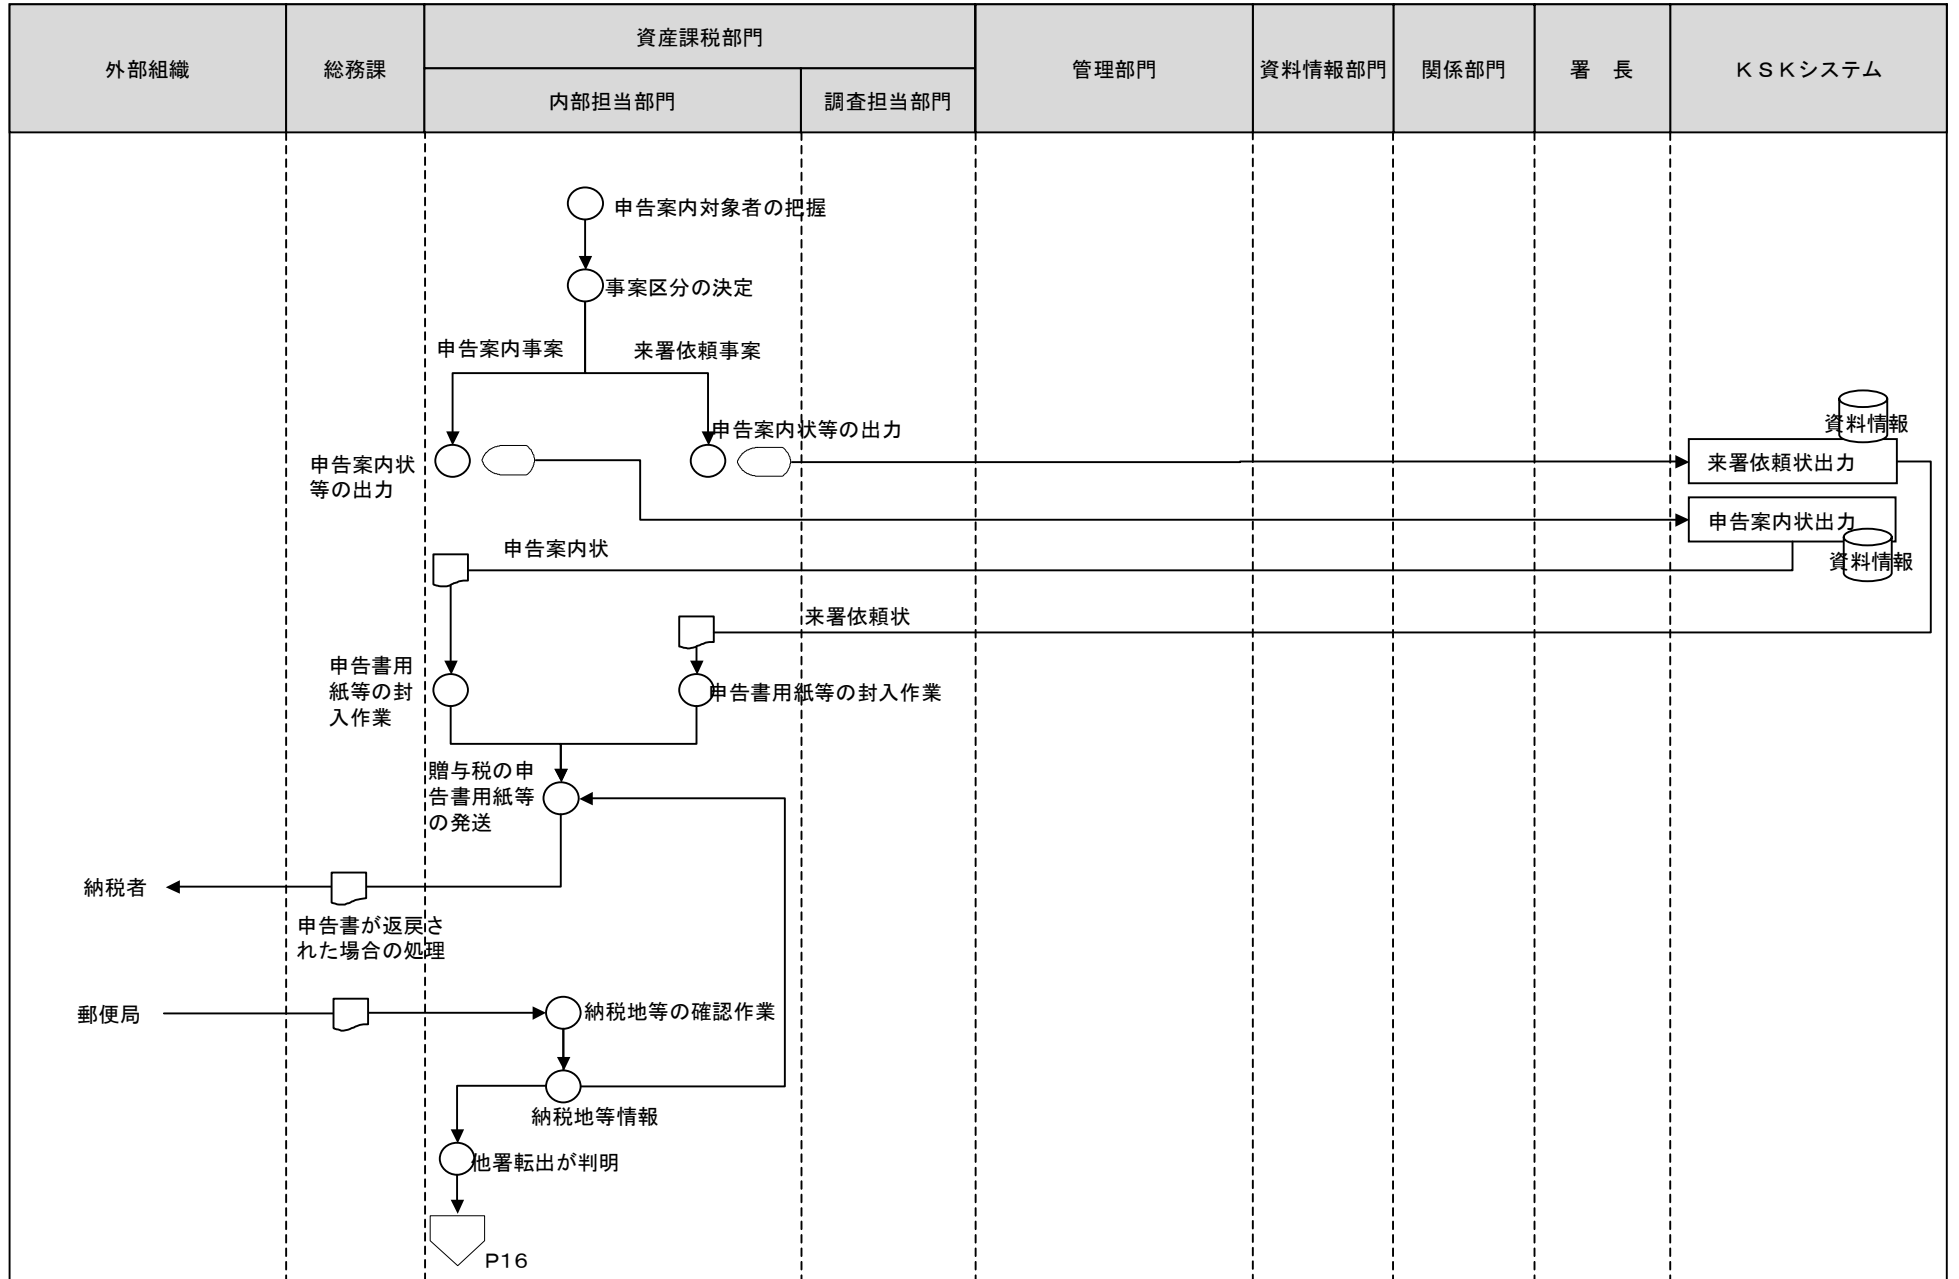 外部組織
総務課
資産課税部門
内部担当部門
調査担当部門
管理部門
資料情報部門
関係部門
署　長
ＫＳＫシステム
申告案内対象者の把握
事案区分の決定
申告案内事案
来署依頼事案
申告案内状
等の出力
申告案内状等の出力
資料情報
来署依頼状出力
申告案内状出力
資料情報
申告案内状
来署依頼状
申告書用
紙等の封
入作業
申告書用紙等の封入作業
贈与税の申
告書用紙等
の発送
納税者
申告書が返戻さ
れた場合の処理
郵便局
納税地等の確認作業
納税地等情報
他署転出が判明
P16